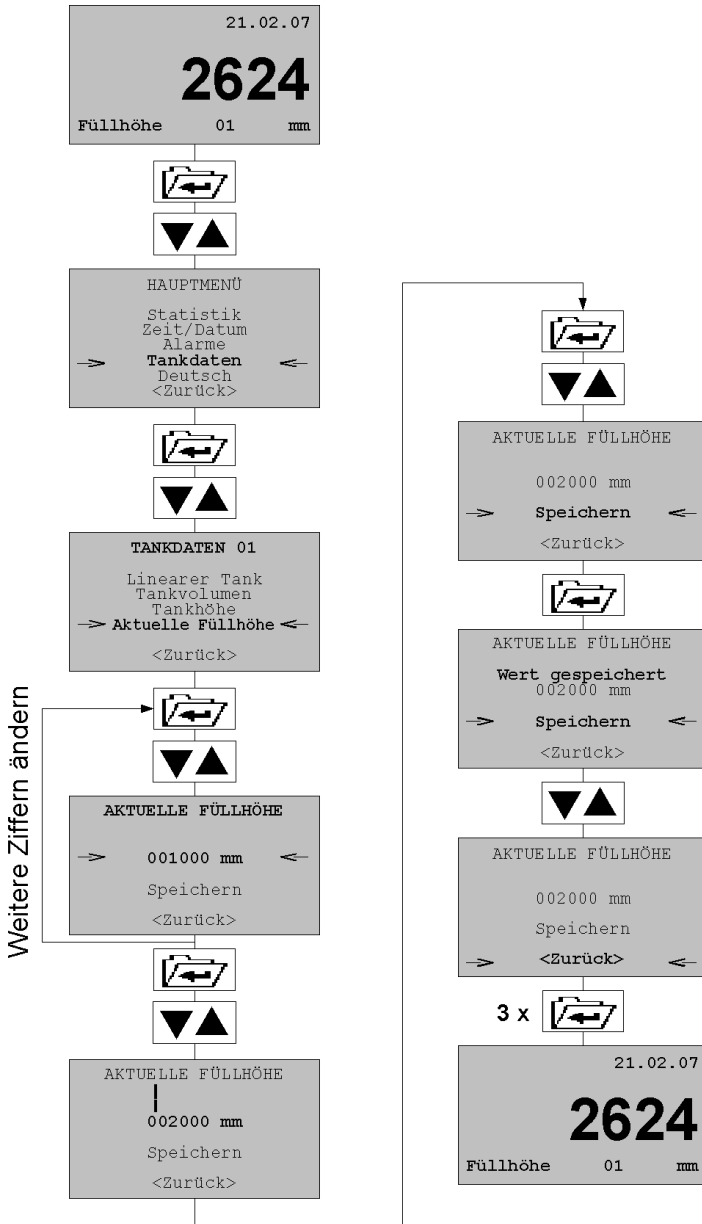 21.02.07
2624
Füllhöhe 01 mm
HAUPTMENÜ
Statistik
Zeit/Datum
Alarme
Tankdaten
Deutsch
<Zurück>
TANKDATEN 01
Linearer Tank
Tankvolumen
Tankhöhe
Aktuelle Füllhöhe
<Zurück>
Weitere Ziffern ändern
AKTUELLE FÜLLHÖHE
001000 mm
Speichern
<Zurück>
AKTUELLE FÜLLHÖHE
002000 mm
Speichern
<Zurück>
AKTUELLE FÜLLHÖHE
002000 mm
Speichern
<Zurück>
AKTUELLE FÜLLHÖHE
Wert gespeichert
002000 mm
Speichern
<Zurück>
AKTUELLE FÜLLHÖHE
002000 mm
Speichern
<Zurück>
3 x
21.02.07
2624
Füllhöhe 01 mm